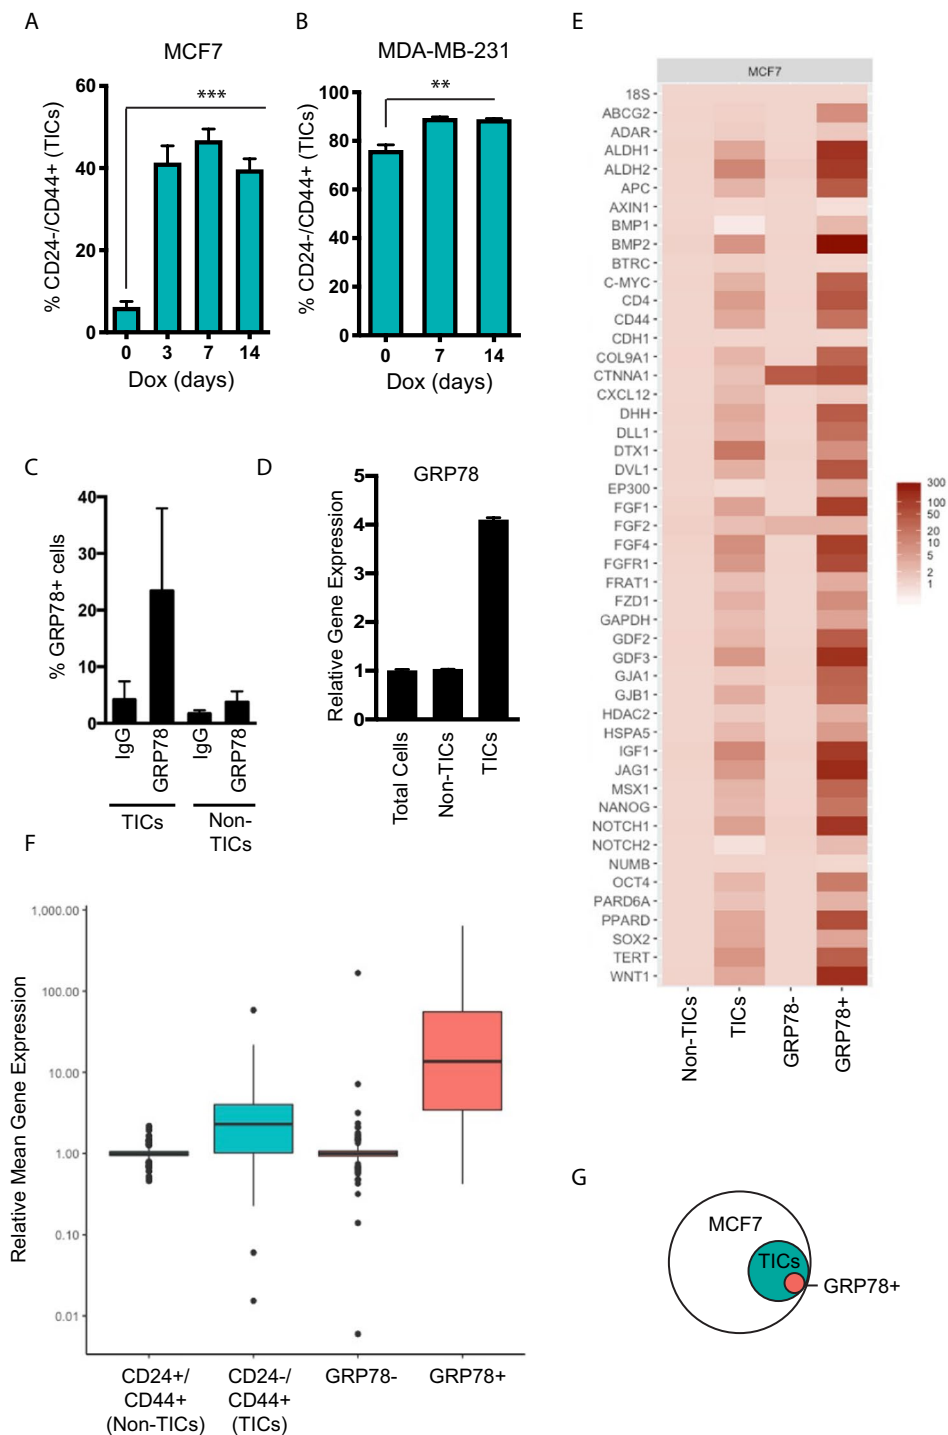 A
MCF7
% CD24-/CD44+ (TICs)
60
40
20
0
***
0 3 7 14
Dox (days)
B
MDA-MB-231
% CD24-/CD44+ (TICs)
100
80
60
40
20
0
**
0 7 14
Dox (days)
C
% GRP78+ cells
40
30
20
10
0
IgG
GRP78
IgG
GRP78
TICs
Non-
TICs
D
GRP78
Relative Gene Expression
5
4
3
2
1
0
Total Cells
Non-TICs
TICs
E
MCF7
18S
ABCG2
ADAR
ALDH1
ALDH2
APC
AXIN1
BMP1
BMP2
BTRC
C-MYC
CD4
CD44
CDH1
COL9A1
CTNNA1
CXCL12
DHH
DLL1
DTX1
DVL1
EP300
FGF1
FGF2
FGF4
FGFR1
FRAT1
FZD1
GAPDH
GDF2
GDF3
GJA1
GJB1
HDAC2
HSPA5
IGF1
JAG1
MSX1
NANOG
NOTCH1
NOTCH2
NUMB
OCT4
PARD6A
PPARD
SOX2
TERT
WNT1
Non-TICs
TICs
GRP78-
GRP78+
300
100
50
20
10
5
2
1
F
Relative Mean Gene Expression
1,000.00
100.00
10.00
1.00
0.10
0.01
CD24+/
CD44+
(Non-TICs)
CD24-/
CD44+
(TICs)
GRP78-
GRP78+
G
MCF7
TICs
GRP78+